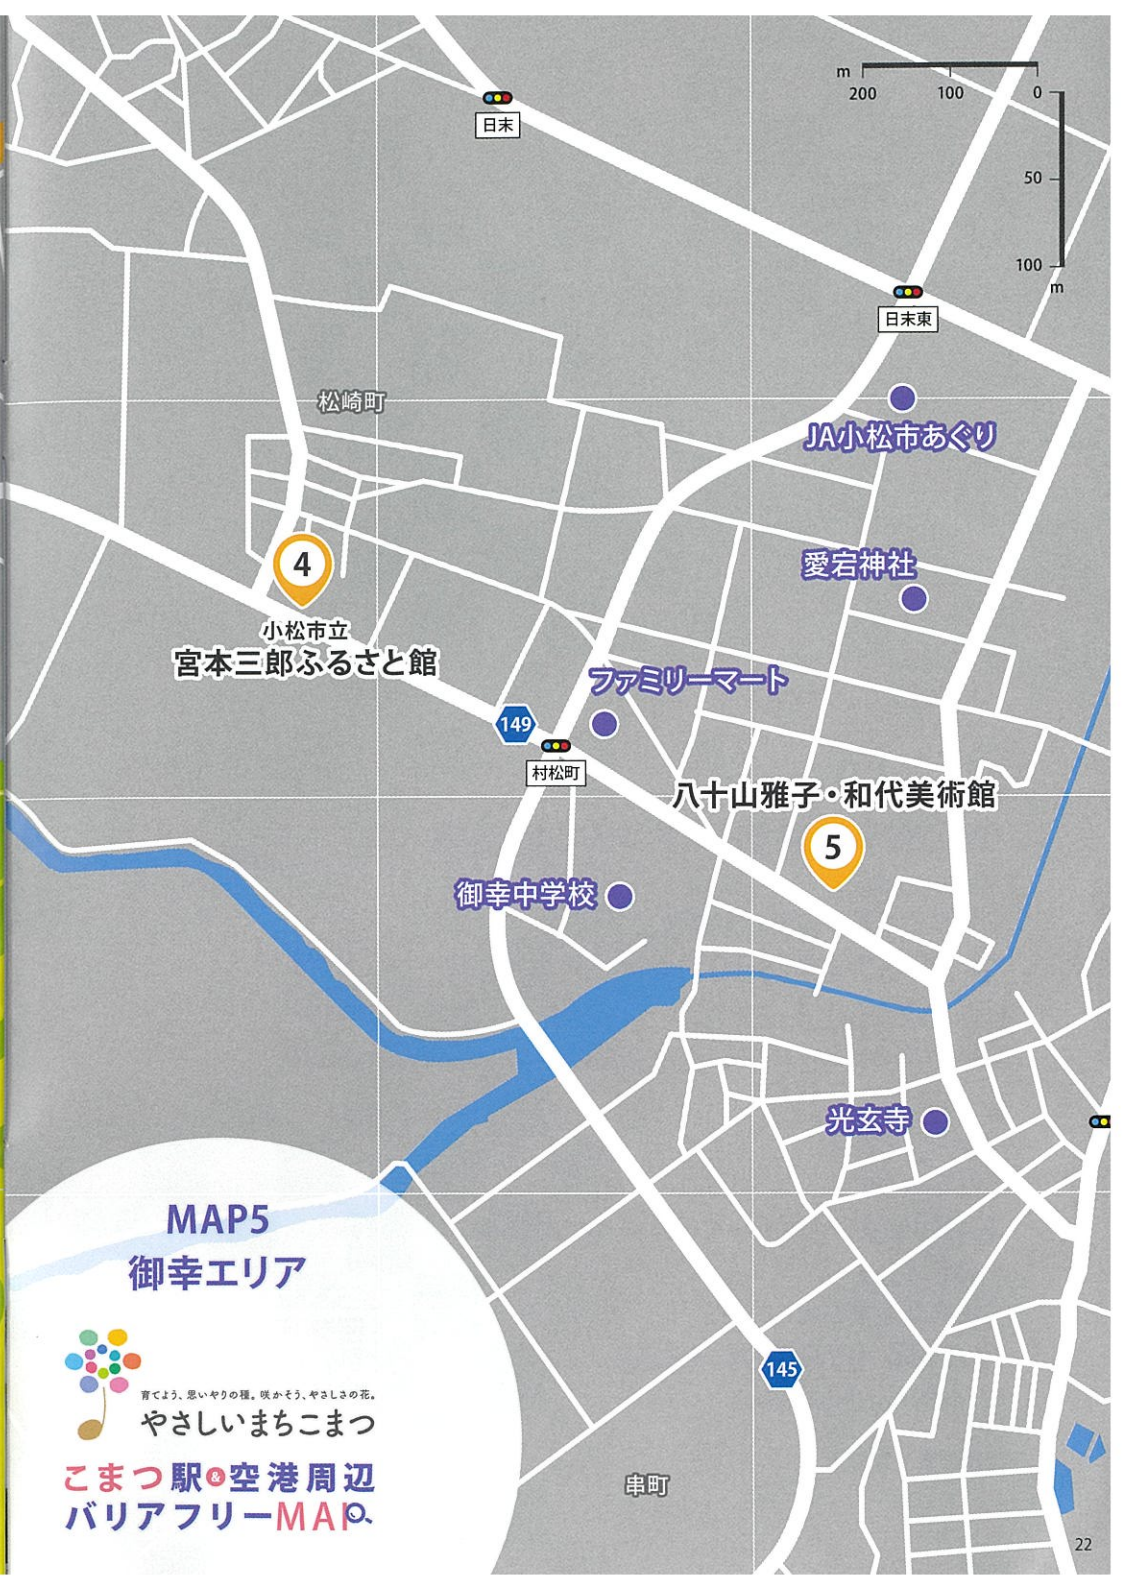 m
200 100 0
50
100
m
日末
日末東
松崎町
JA小松市あぐり
4
愛宕神社
小松市立
宮本三郎ふるさと館
ファミリーマート
149
村松町
八十山雅子・和代美術館
5
御幸中学校
光玄寺
MAP5
御幸エリア
育てよう、思いやりの種。咲かそう、やさしさの花。
やさしいまちこまつ
こまつ駅&空港周辺
バリアフリーMAP
145
串町
22